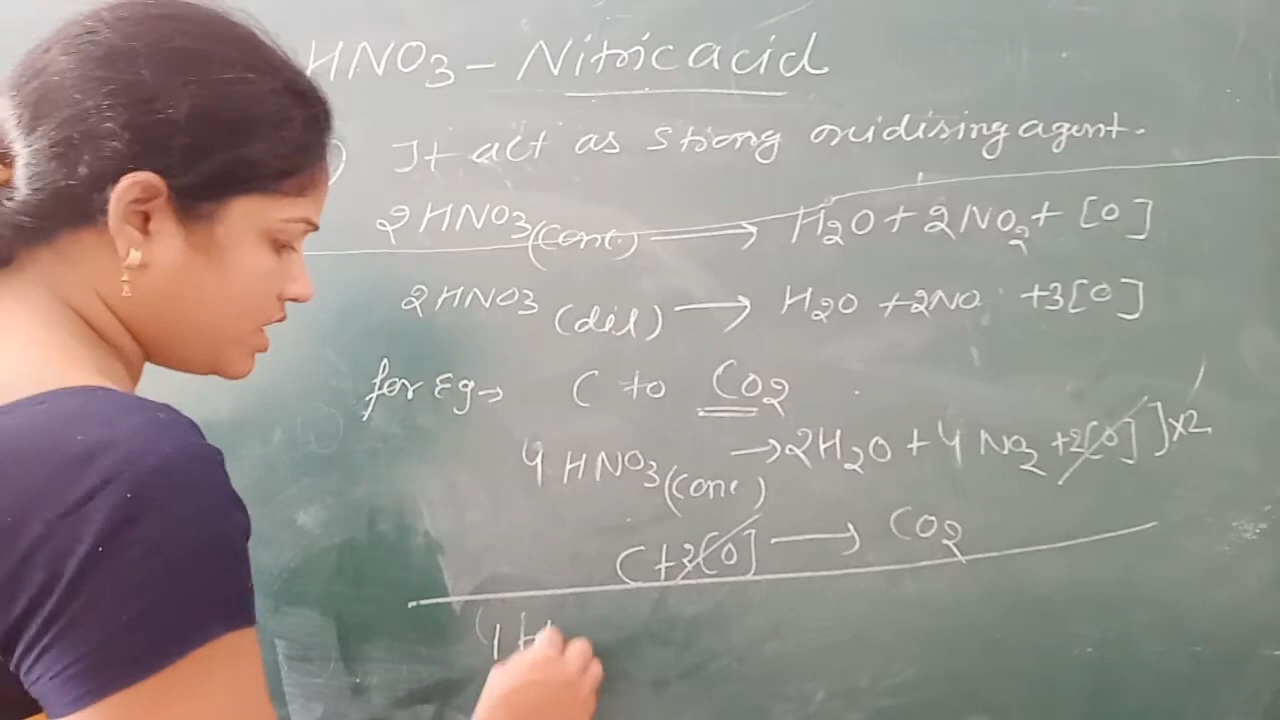 HNO3 - Nitric acid
) It act as strong oxidising agent.
2HNO3 (conc.) → H2O + 2NO2 + [O]
2HNO3 (dil) → H2O + 2NO + 3[O]
for Eg → C to CO2
4HNO3 (conc.) → 2H2O + 4NO2 + 2[O] ] x2
C + 2[O] → CO2
4H